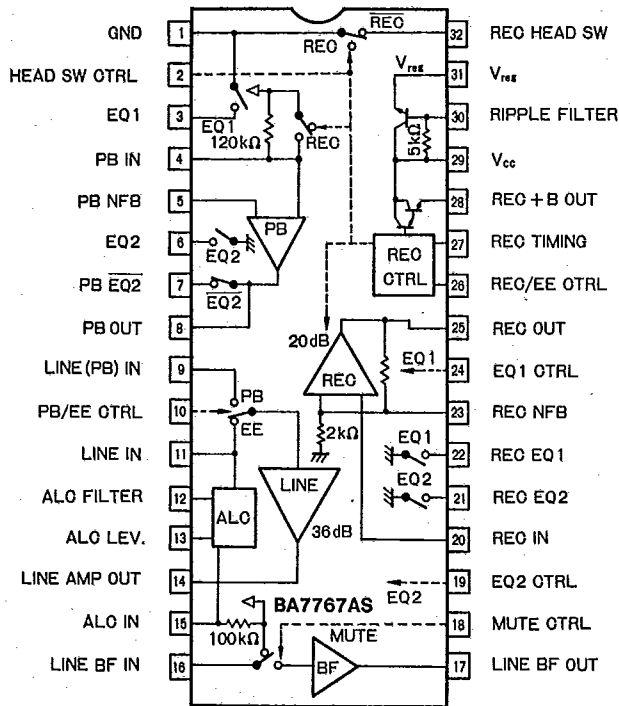 GND 1 32 REC HEAD SW
REC
REC
HEAD SW CTRL 2 31 Vreg
Vreg
EQ1 3 30 RIPPLE FILTER
EQ1
120kΩ
REC
5kΩ
PB IN 4 29 Vcc
PB NFB 5 28 REC +B OUT
PB
EQ2 6 27 REC TIMING
EQ2
REC
CTRL
PB EQ2 7 26 REC/EE CTRL
EQ2
PB OUT 8 25 REC OUT
20dB
LINE(PB) IN 9 24 EQ1 CTRL
EQ1
REC
PB
PB/EE CTRL 10 23 REC NFB
EE
2kΩ
LINE IN 11 22 REC EQ1
EQ1
ALC FILTER 12 21 REC EQ2
EQ2
ALC
LINE
36dB
ALC LEV. 13 20 REC IN
LINE AMP OUT 14 19 EQ2 CTRL
EQ2
BA7767AS
ALC IN 15 18 MUTE CTRL
100kΩ
MUTE
LINE BF IN 16 17 LINE BF OUT
BF